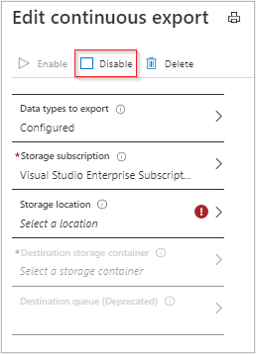 Edit continuous export
Enable Disable Delete
Data types to export
Configured
*Storage subscription
Visual Studio Enterprise Subscript...
Storage location
Select a location
*Destination storage container
Select a storage container
Destination queue (Deprecated)